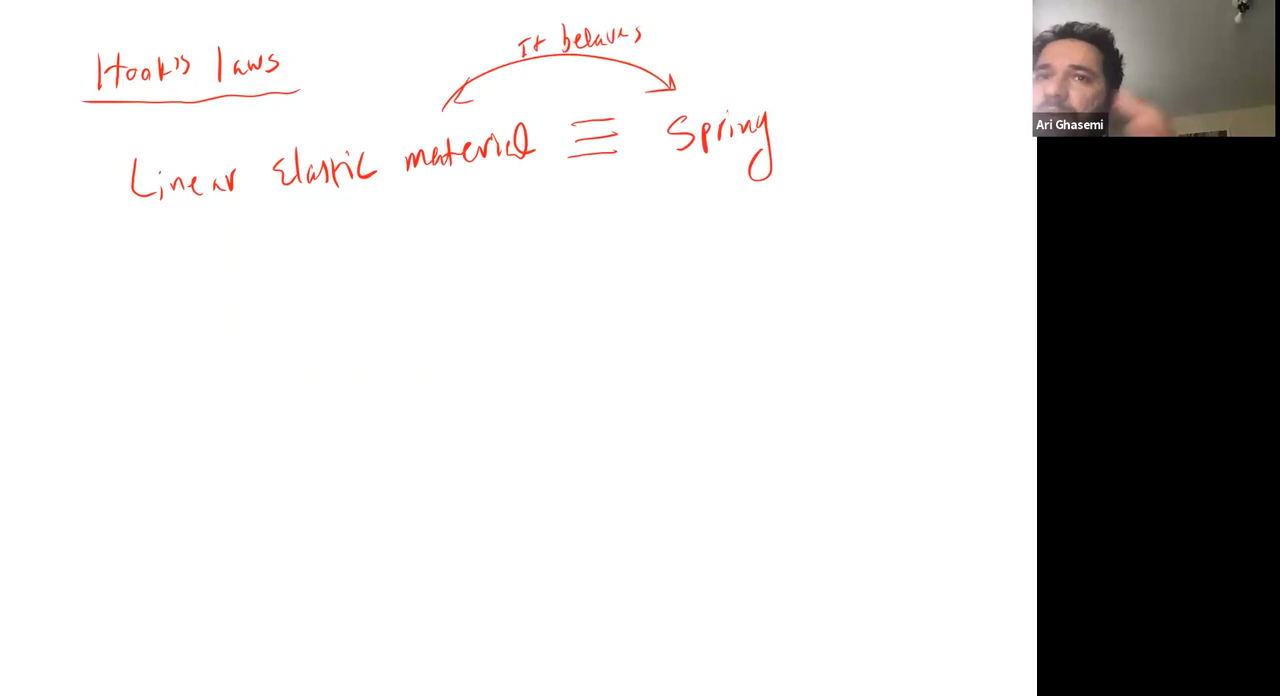 Hook's laws
It behaves
Linear Elastic material ≡ Spring
Ari Ghasemi